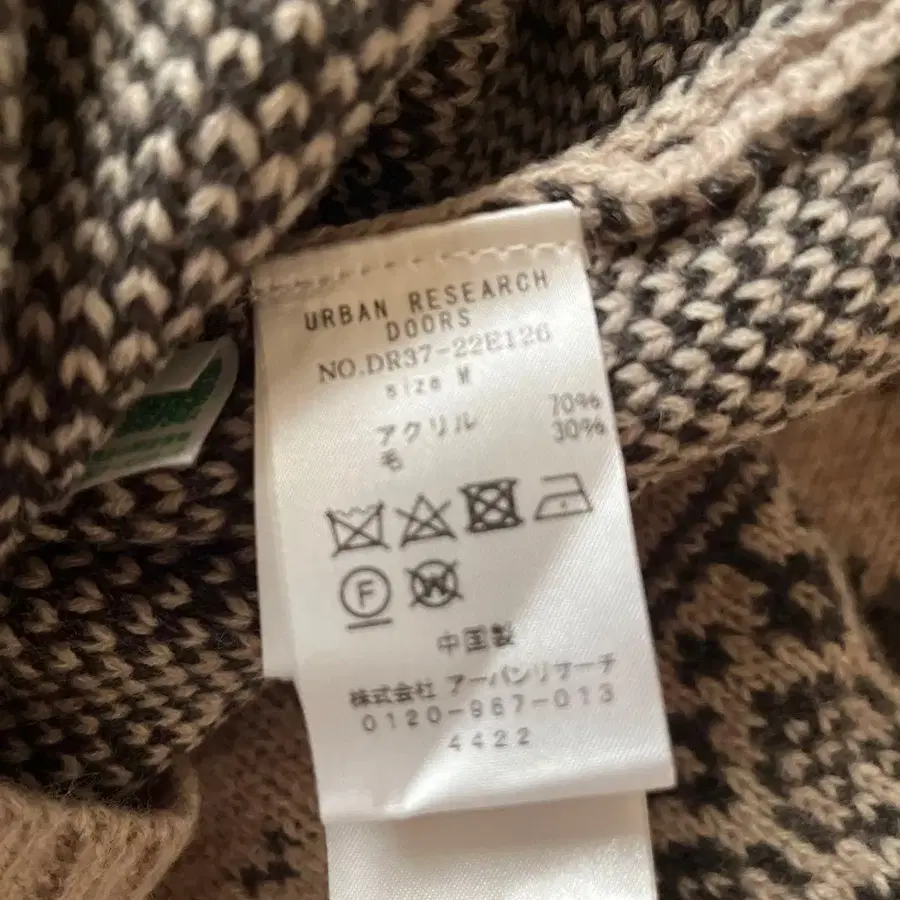 URBAN RESEARCH
DOORS
NO.DR37-22E126
size M
アクリル 70%
毛 30%
F
W
中国製
株式会社 アーバンリサーチ
0120-967-013
4422